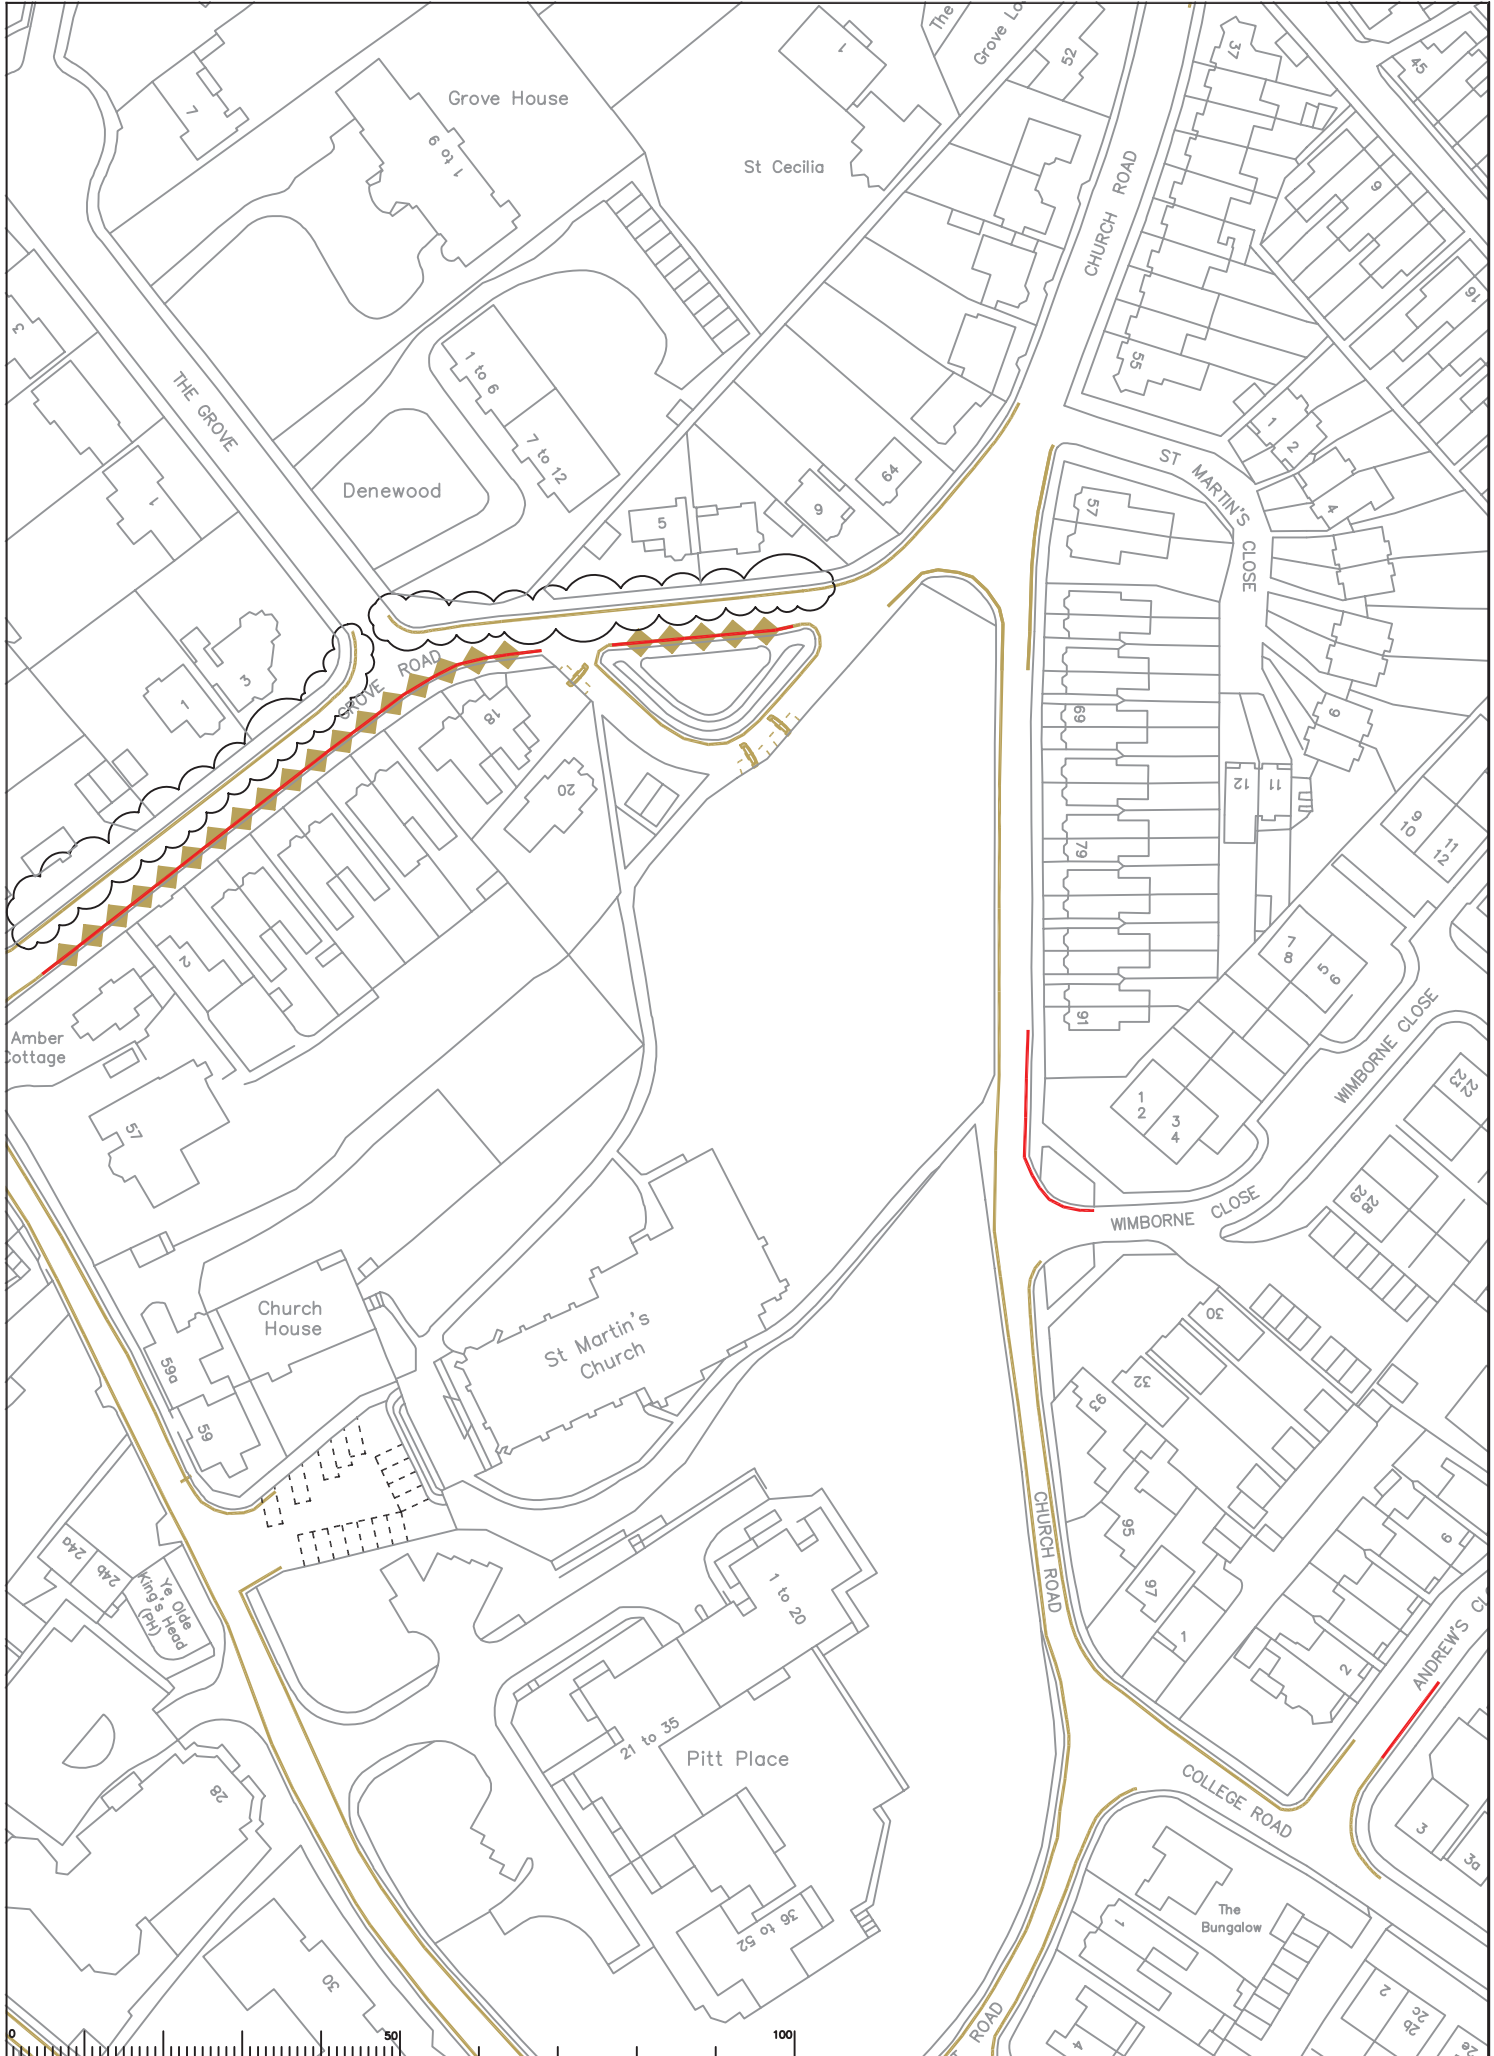 The
Grove Lo
52
37
45
1
7
Grove House
1 to 9
St Cecilia
CHURCH ROAD
9
16
3
THE GROVE
1 to 6
7 to 12
55
1
2
ST MARTIN'S
CLOSE
4
1
Denewood
64
9
5
57
GROVE ROAD
3
1
18
20
69
9
12
11
79
9
10
11
12
2
7
8
5
6
91
WIMBORNE CLOSE
Amber
Cottage
57
1
2
3
4
22
23
28
29
WIMBORNE CLOSE
Church
House
St Martin's
Church
59a
59
30
32
93
95
97
CHURCH ROAD
1
9
2
24a
24b
Ye Olde
King's Head
(PH)
1 to 20
21 to 35
Pitt Place
36 to 52
ANDREW'S CL
COLLEGE ROAD
3
3a
28
30
The
Bungalow
1
4
2
2c
2b
2e
ROAD
0
50
100